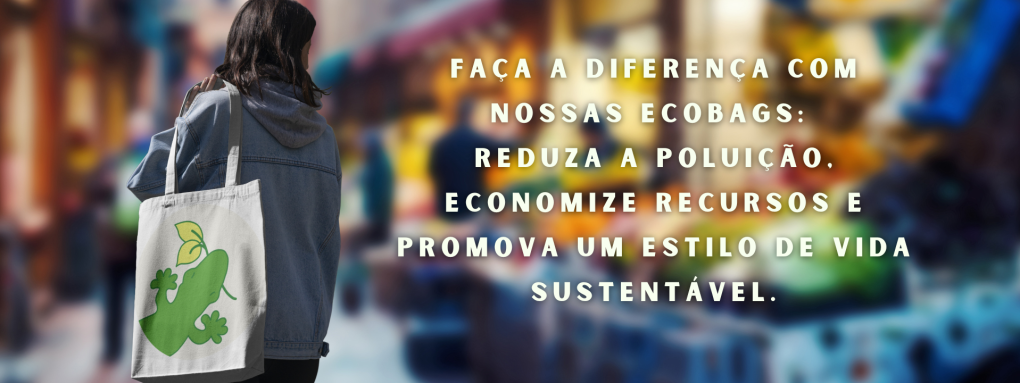 FAÇA A DIFERENÇA COM
NOSSAS ECOBAGS:
REDUZA A POLUIÇÃO,
ECONOMIZE RECURSOS E
PROMOVA UM ESTILO DE VIDA
SUSTENTÁVEL.